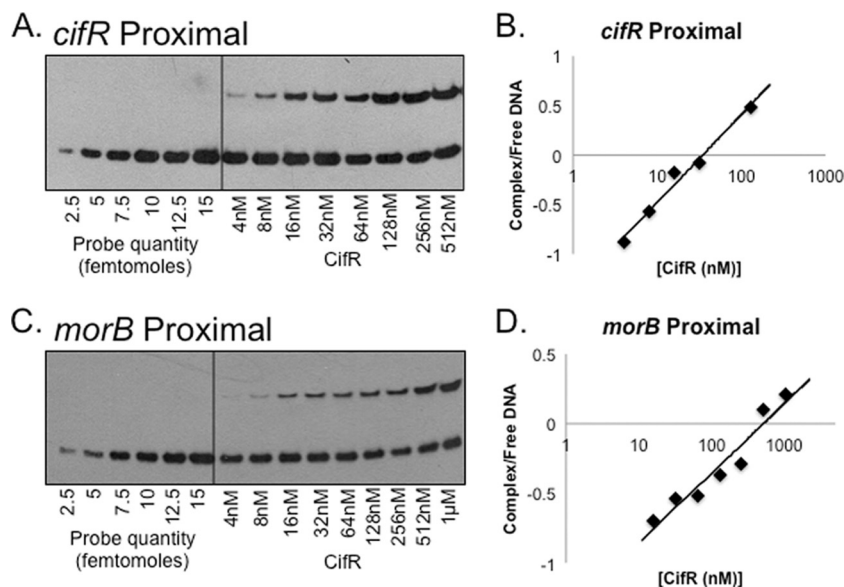 A. cifR Proximal
2.5 5 7.5 10 12.5 15 4nM 8nM 16nM 32nM 64nM 128nM 256nM 512nM
Probe quantity
(femtomoles)
CifR
B. cifR Proximal
Complex/Free DNA
1
0.5
0
-0.5
-1
1 10 100 1000
[CifR (nM)]
C. morB Proximal
2.5 5 7.5 10 12.5 15 4nM 8nM 16nM 32nM 64nM 128nM 256nM 512nM 1µM
Probe quantity
(femtomoles)
CifR
D. morB Proximal
Complex/Free DNA
0.5
0
-0.5
-1
1 10 100 1000
[CifR (nM)]